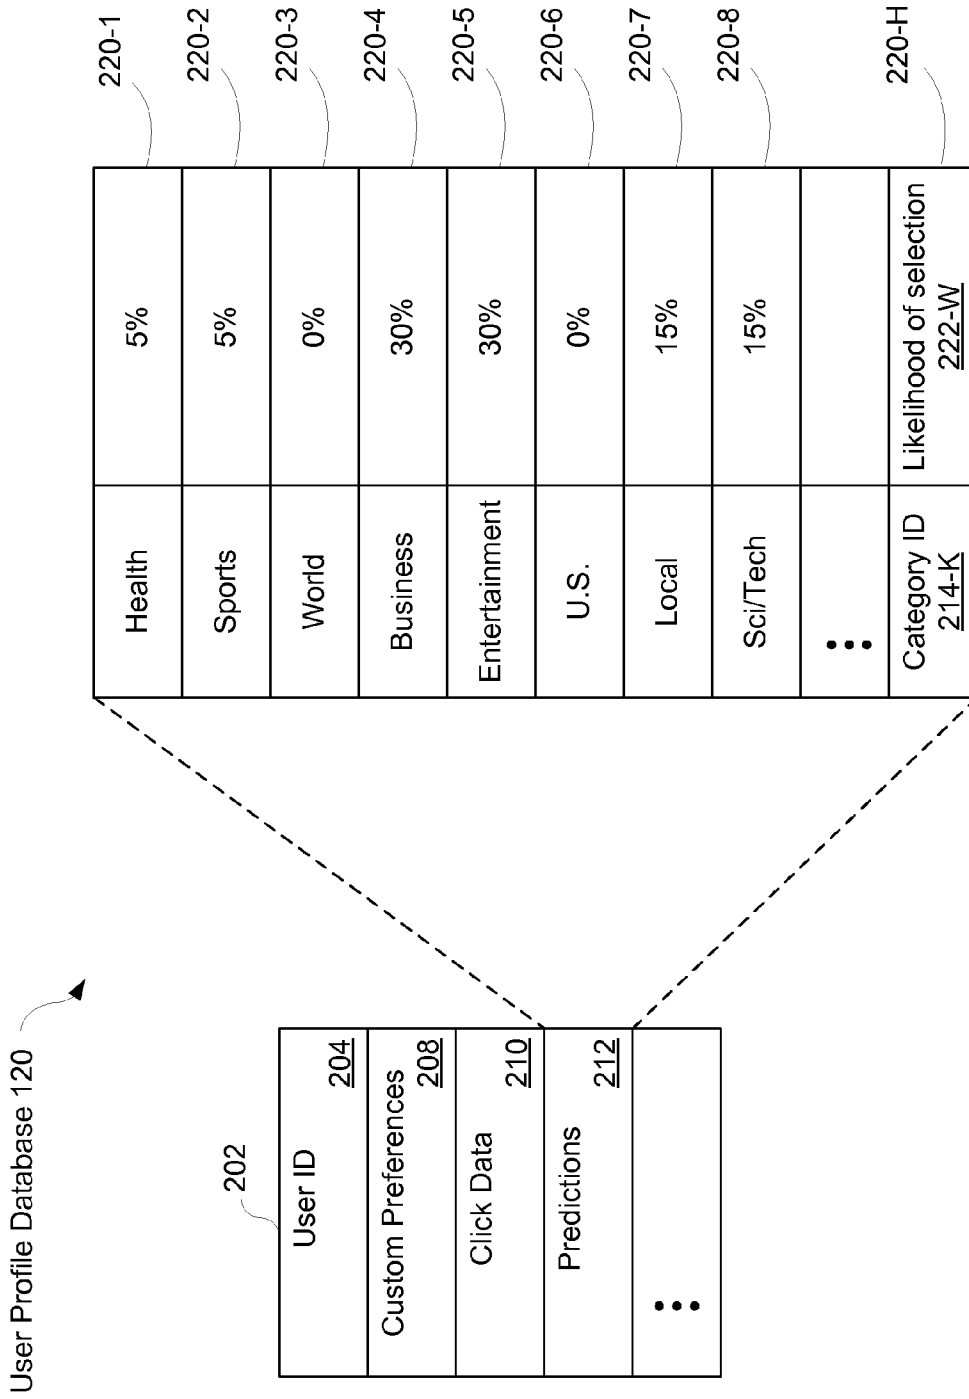 User Profile Database 120
202
User ID
204
Custom Preferences
208
Click Data
210
Predictions
212
•••
Health 5% 220-1
Sports 5% 220-2
World 0% 220-3
Business 30% 220-4
Entertainment 30% 220-5
U.S. 0% 220-6
Local 15% 220-7
Sci/Tech 15% 220-8
•••
Category ID Likelihood of selection 220-H
214-K 222-W